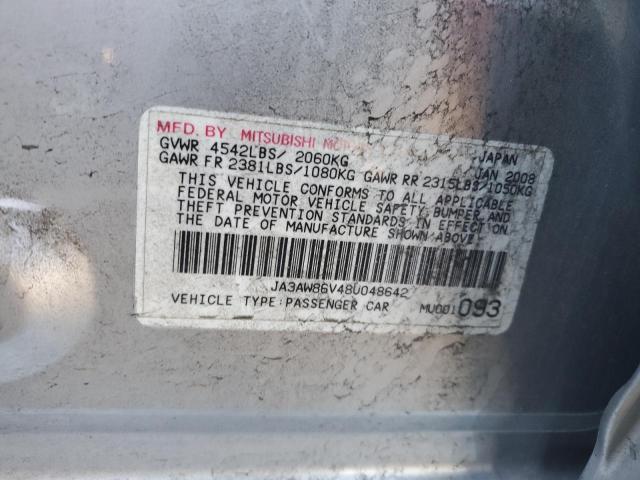 MFD. BY MITSUBISHI JAPAN
GVWR 4542LBS/ 2060KG JAN 2008
GAWR FR 2381LBS/1080KG GAWR RR 2315LBS/1050KG
THIS VEHICLE CONFORMS TO ALL APPLICABLE
FEDERAL MOTOR VEHICLE SAFETY, BUMPER AND
THEFT PREVENTION STANDARDS IN EFFECT ON
THE DATE OF MANUFACTURE SHOWN ABOVE.
JA3AW86V48U048642
VEHICLE TYPE:PASSENGER CAR MU001093